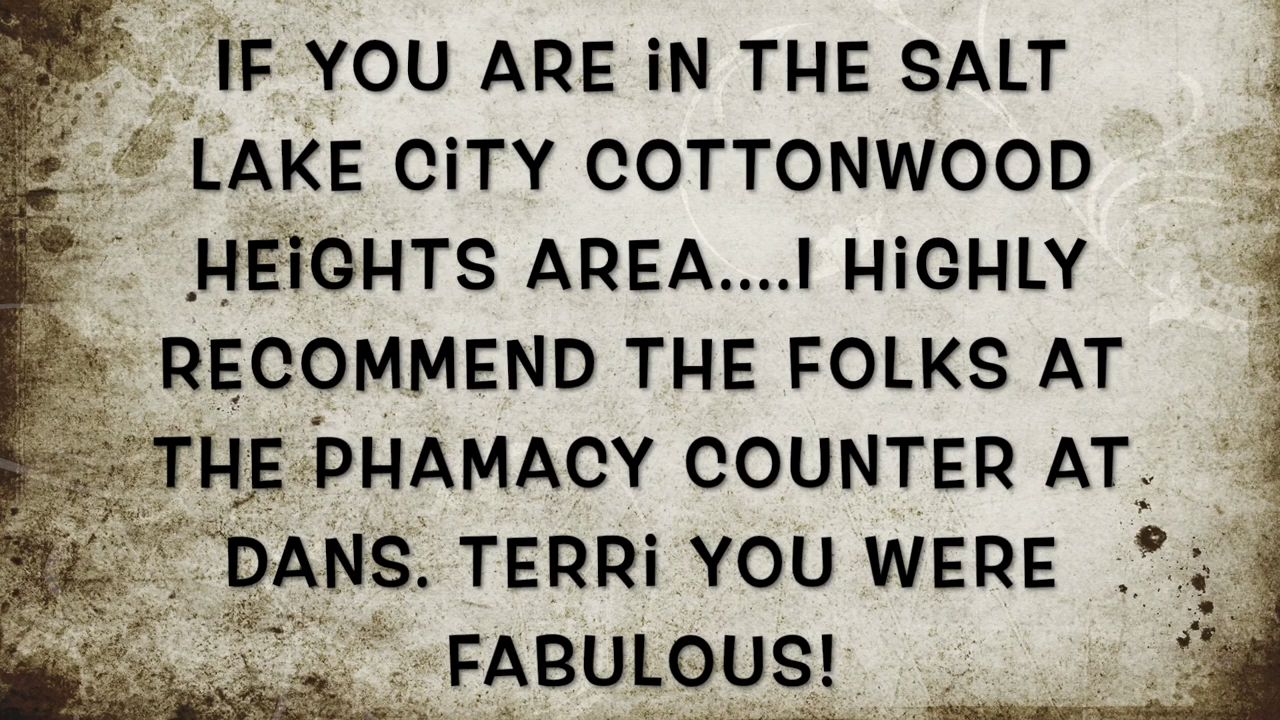 IF YOU ARE iN THE SALT
LAKE CiTY COTTONWOOD
HEiGHTS AREA....I HiGHLY
RECOMMEND THE FOLKS AT
THE PHAMACY COUNTER AT
DANS. TERRi YOU WERE
FABULOUS!